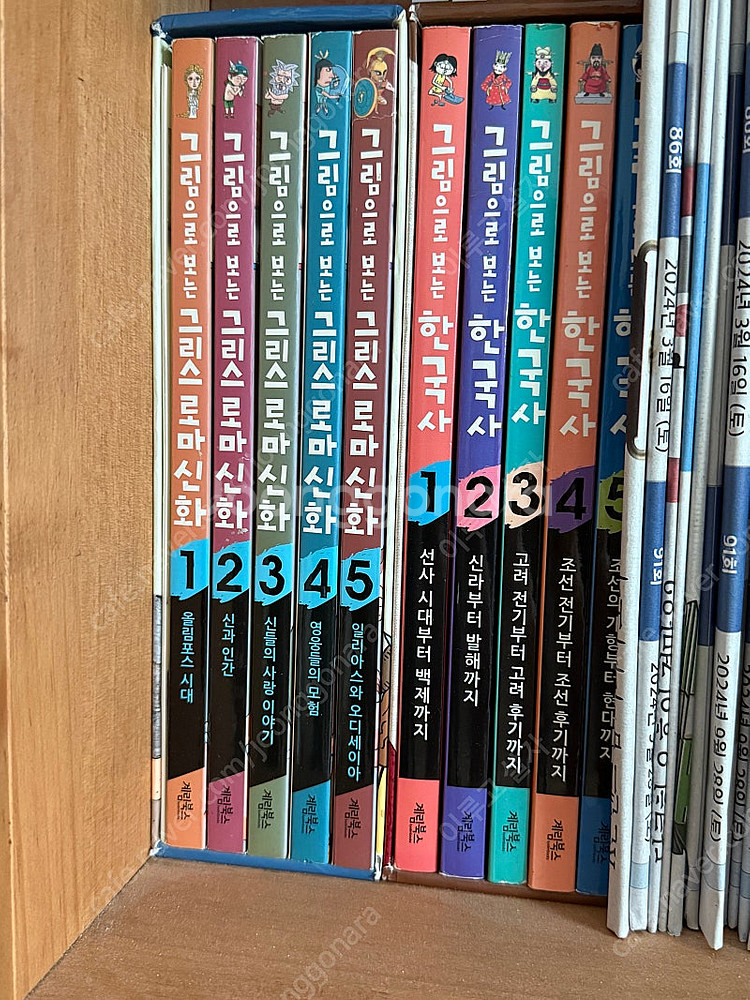 그림으로 보는 그리스 로마 신화 1 올림포스 시대 계림북스
그림으로 보는 그리스 로마 신화 2 신과 인간 계림북스
그림으로 보는 그리스 로마 신화 3 신들의 사랑 이야기 계림북스
그림으로 보는 그리스 로마 신화 4 영웅들의 모험 계림북스
그림으로 보는 그리스 로마 신화 5 일리아스와 오디세이아 계림북스
그림으로 보는 한국사 1 선사 시대부터 백제까지 계림북스
그림으로 보는 한국사 2 신라부터 발해까지 계림북스
그림으로 보는 한국사 3 고려 전기부터 고려 후기까지 계림북스
그림으로 보는 한국사 4 조선 전기부터 조선 후기까지 계림북스
5 현대까지
86회 2024년 3월 16일 (토)
91회
2024년 3월 16일 (토)
91회
cafe.naver.com/joonggonara
joonggonara